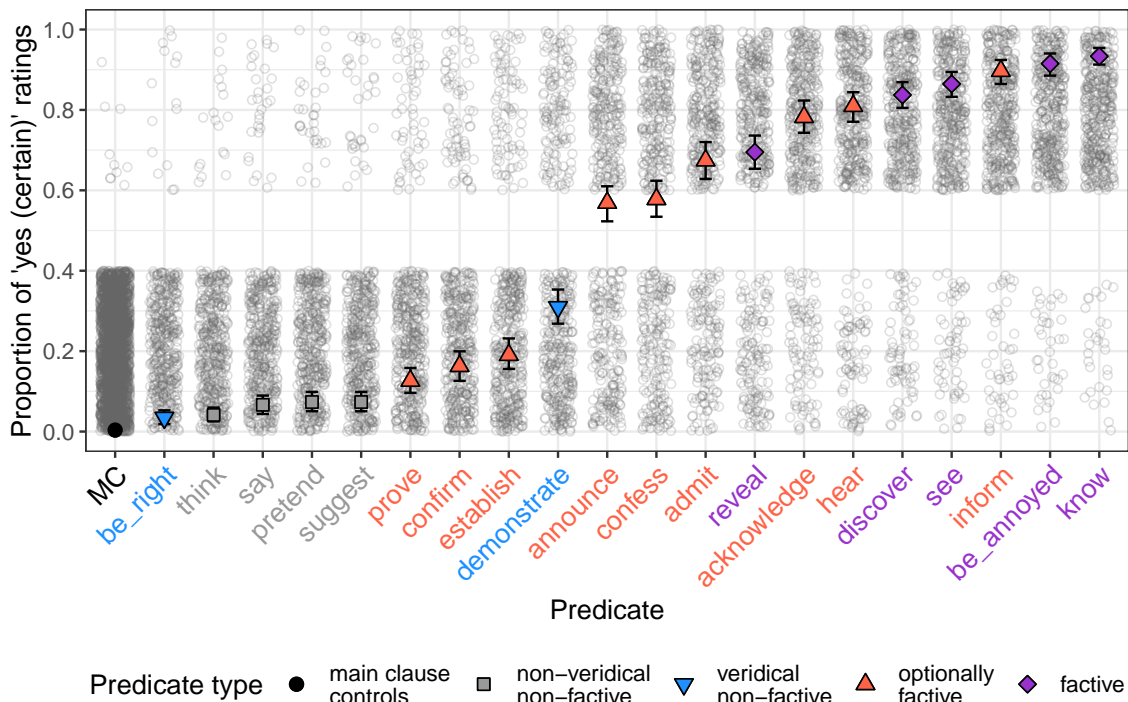 Proportion of 'yes (certain)' ratings
1.0
0.8
0.6
0.4
0.2
0.0
MC
be_right
think
say
pretend
suggest
prove
confirm
establish
demonstrate
announce
confess
admit
reveal
acknowledge
hear
discover
see
inform
be_annoyed
know
Predicate
Predicate type
main clause
controls
non−veridical
non−factive
veridical
non−factive
optionally
factive
factive